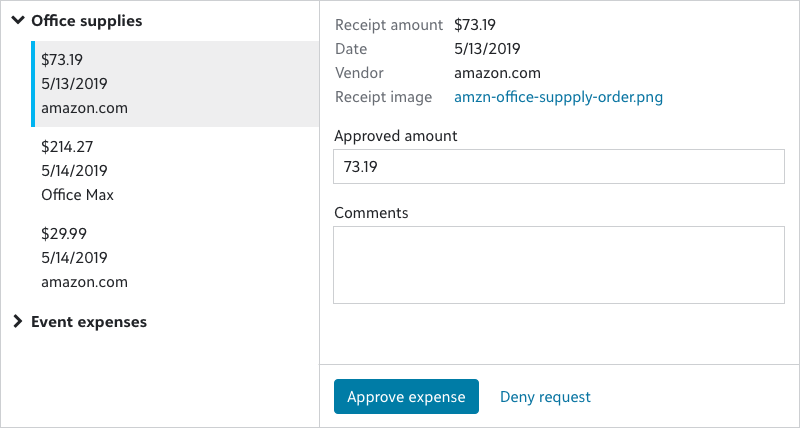 Office supplies
$73.19
5/13/2019
amazon.com
$214.27
5/14/2019
Office Max
$29.99
5/14/2019
amazon.com
Event expenses
Receipt amount $73.19
Date 5/13/2019
Vendor amazon.com
Receipt image amzn-office-suppply-order.png
Approved amount
73.19
Comments
Approve expense Deny request